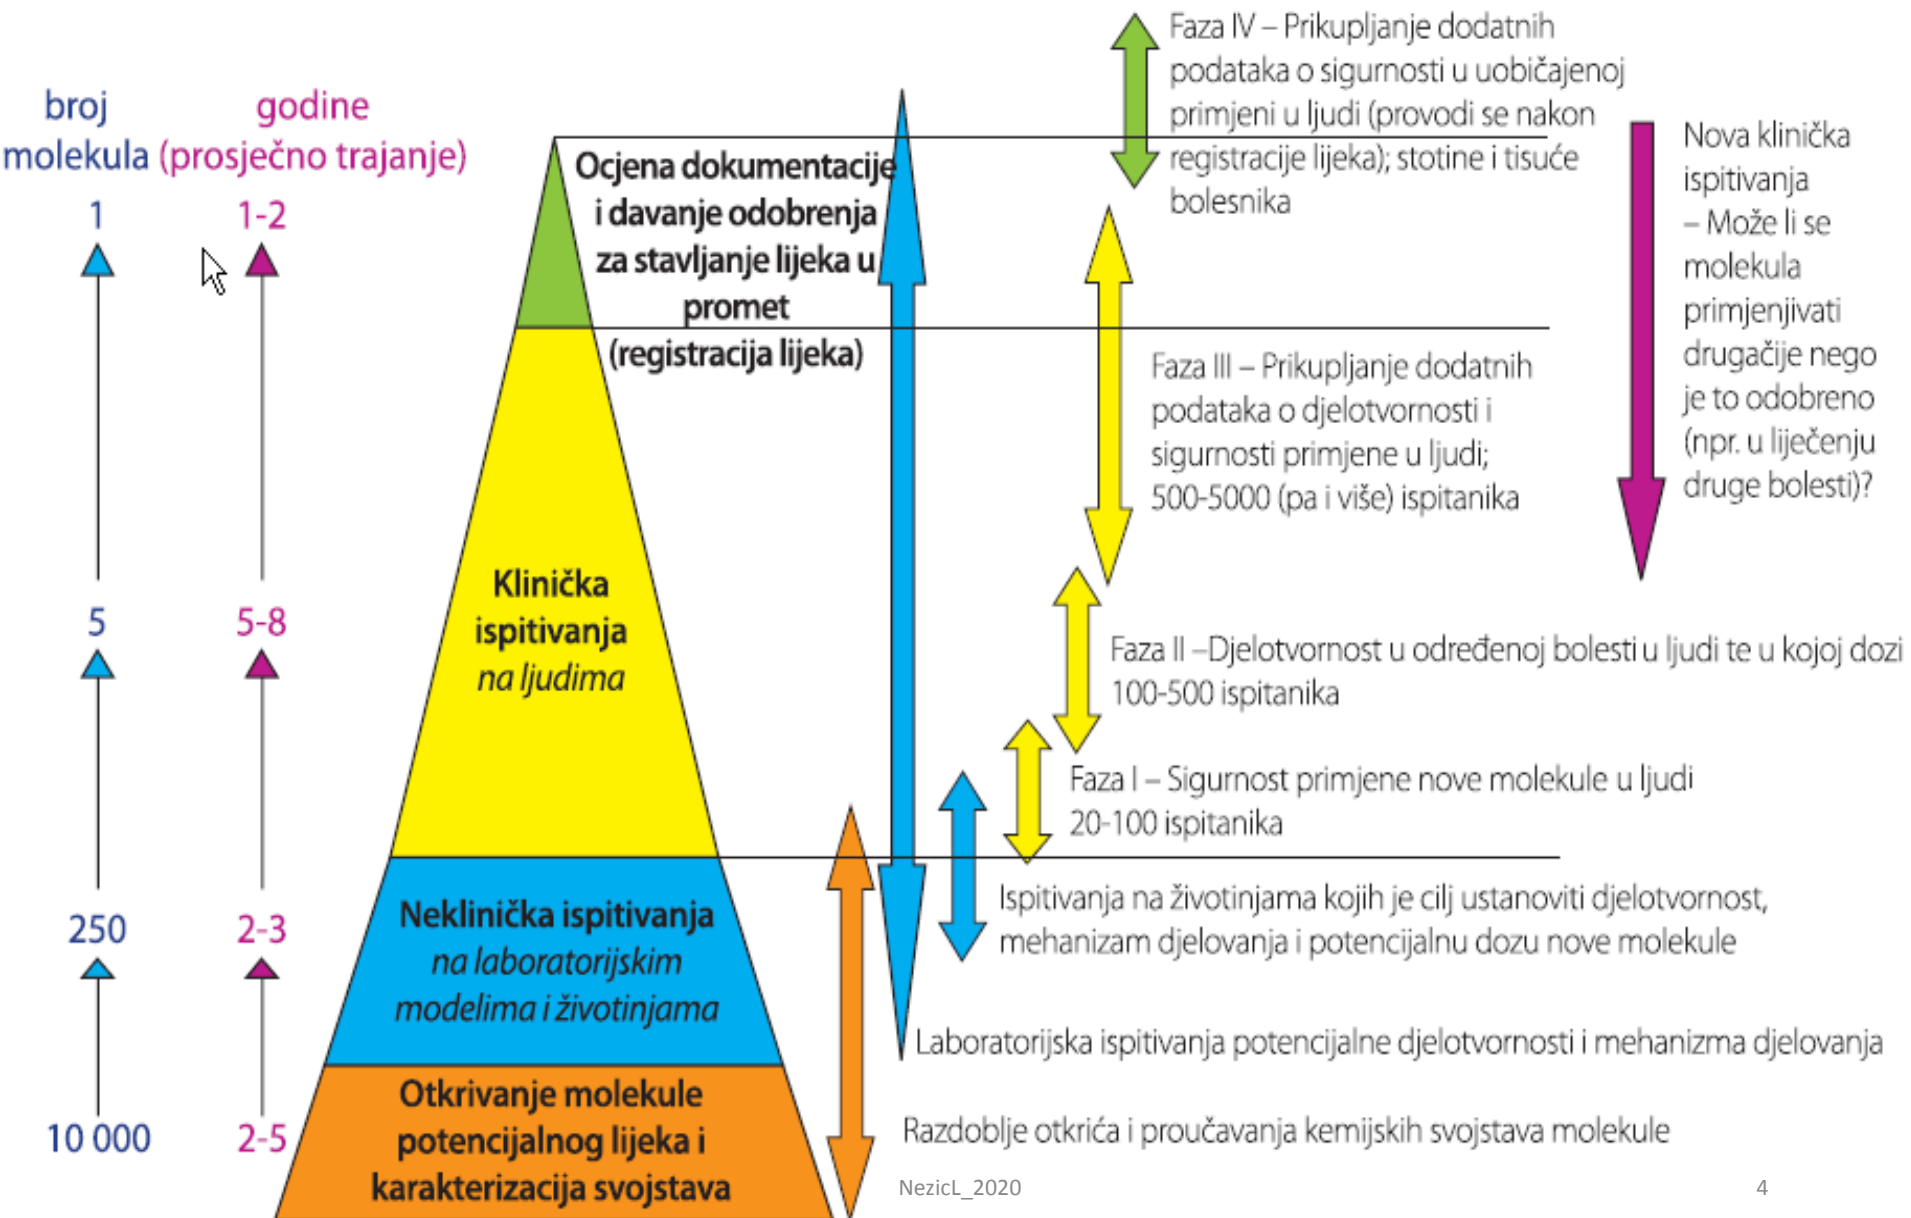 broj
molekula
godine
(prosječno trajanje)
1
1-2
5
5-8
250
2-3
10 000
2-5
Ocjena dokumentacije
i davanje odobrenja
za stavljanje lijeka u
promet
(registracija lijeka)
Klinička
ispitivanja
na ljudima
Neklinička ispitivanja
na laboratorijskim
modelima i životinjama
Otkrivanje molekule
potencijalnog lijeka i
karakterizacija svojstava
Faza IV – Prikupljanje dodatnih
podataka o sigurnosti u uobičajenoj
primjeni u ljudi (provodi se nakon
registracije lijeka); stotine i tisuće
bolesnika
Faza III – Prikupljanje dodatnih
podataka o djelotvornosti i
sigurnosti primjene u ljudi;
500-5000 (pa i više) ispitanika
Faza II –Djelotvornost u određenoj bolesti u ljudi te u kojoj dozi
100-500 ispitanika
Faza I – Sigurnost primjene nove molekule u ljudi
20-100 ispitanika
Ispitivanja na životinjama kojih je cilj ustanoviti djelotvornost,
mehanizam djelovanja i potencijalnu dozu nove molekule
Laboratorijska ispitivanja potencijalne djelotvornosti i mehanizma djelovanja
Razdoblje otkrića i proučavanja kemijskih svojstava molekule
Nova klinička
ispitivanja
– Može li se
molekula
primjenjivati
drugačije nego
je to odobreno
(npr. u liječenju
druge bolesti)?
NezicL_2020
4